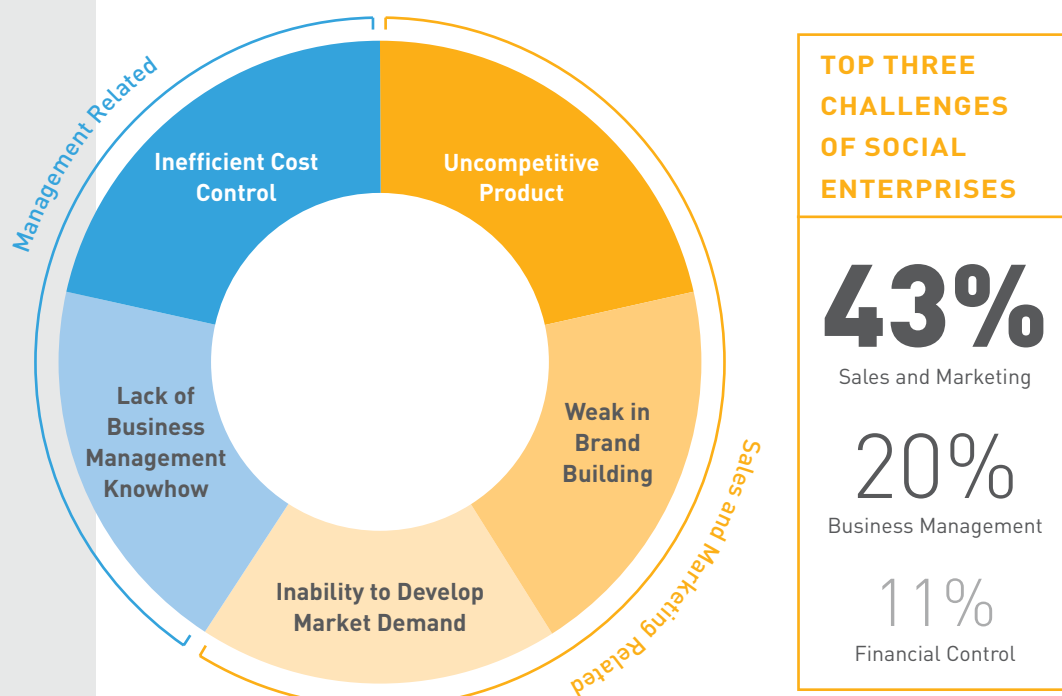 Management Related
Inefficient Cost
Control
Uncompetitive
Product
Lack of
Business
Management
Knowhow
Weak in
Brand
Building
Inability to Develop
Market Demand
Sales and Marketing Related
TOP THREE
CHALLENGES
OF SOCIAL
ENTERPRISES
43%
Sales and Marketing
20%
Business Management
11%
Financial Control